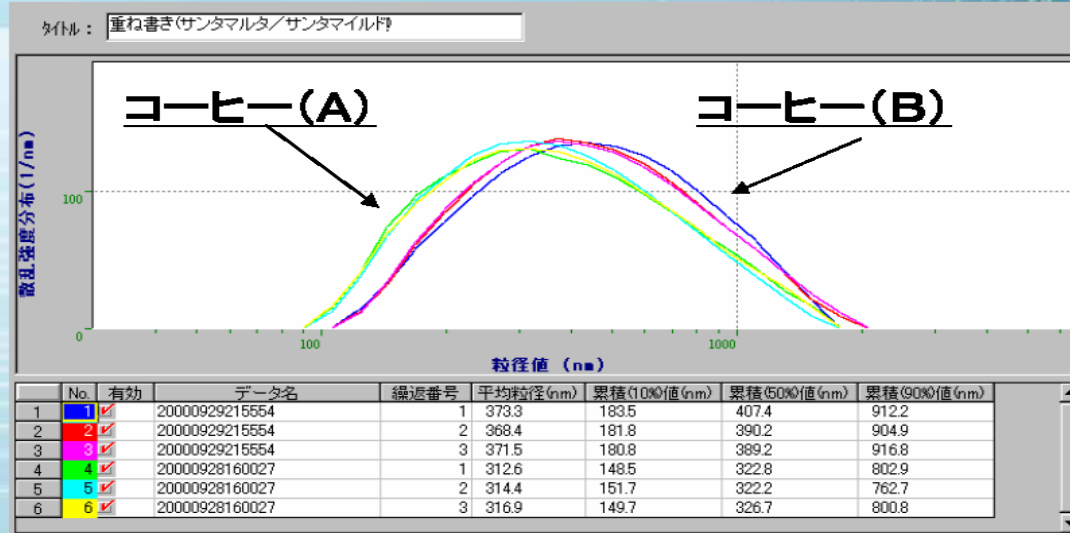 タイトル： 重ね書き(サンタマルタ／サンタマイルド)
コーヒー(A) コーヒー(B)
散乱強度分布(1/nm)
100
0
100 1000
粒径値 (nm)
No. 有効 データ名 繰返番号 平均粒径(nm) 累積(10%)値(nm) 累積(50%)値(nm) 累積(90%)値(nm)
1 1 20000929215554 1 373.3 183.5 407.4 912.2
2 2 20000929215554 2 368.4 181.8 390.2 904.9
3 3 20000929215554 3 371.5 180.8 389.2 916.8
4 4 20000928160027 1 312.6 148.5 322.8 802.9
5 5 20000928160027 2 314.4 151.7 322.2 762.7
6 6 20000928160027 3 316.9 149.7 326.7 800.8